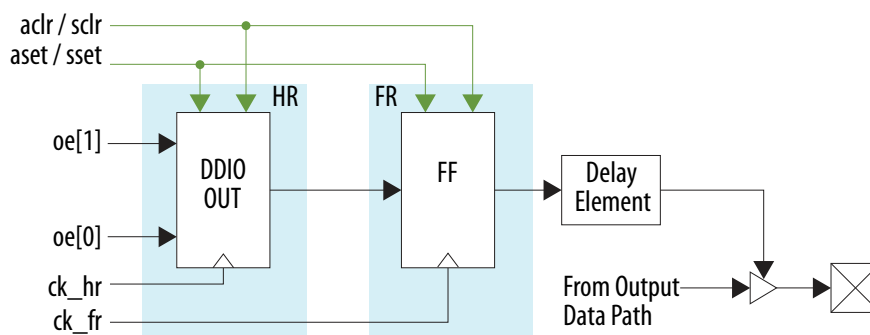 aclr / sclr
aset / sset
HR
FR
oe[1]
DDIO
OUT
FF
Delay
Element
oe[0]
ck_hr
From Output
Data Path
ck_fr